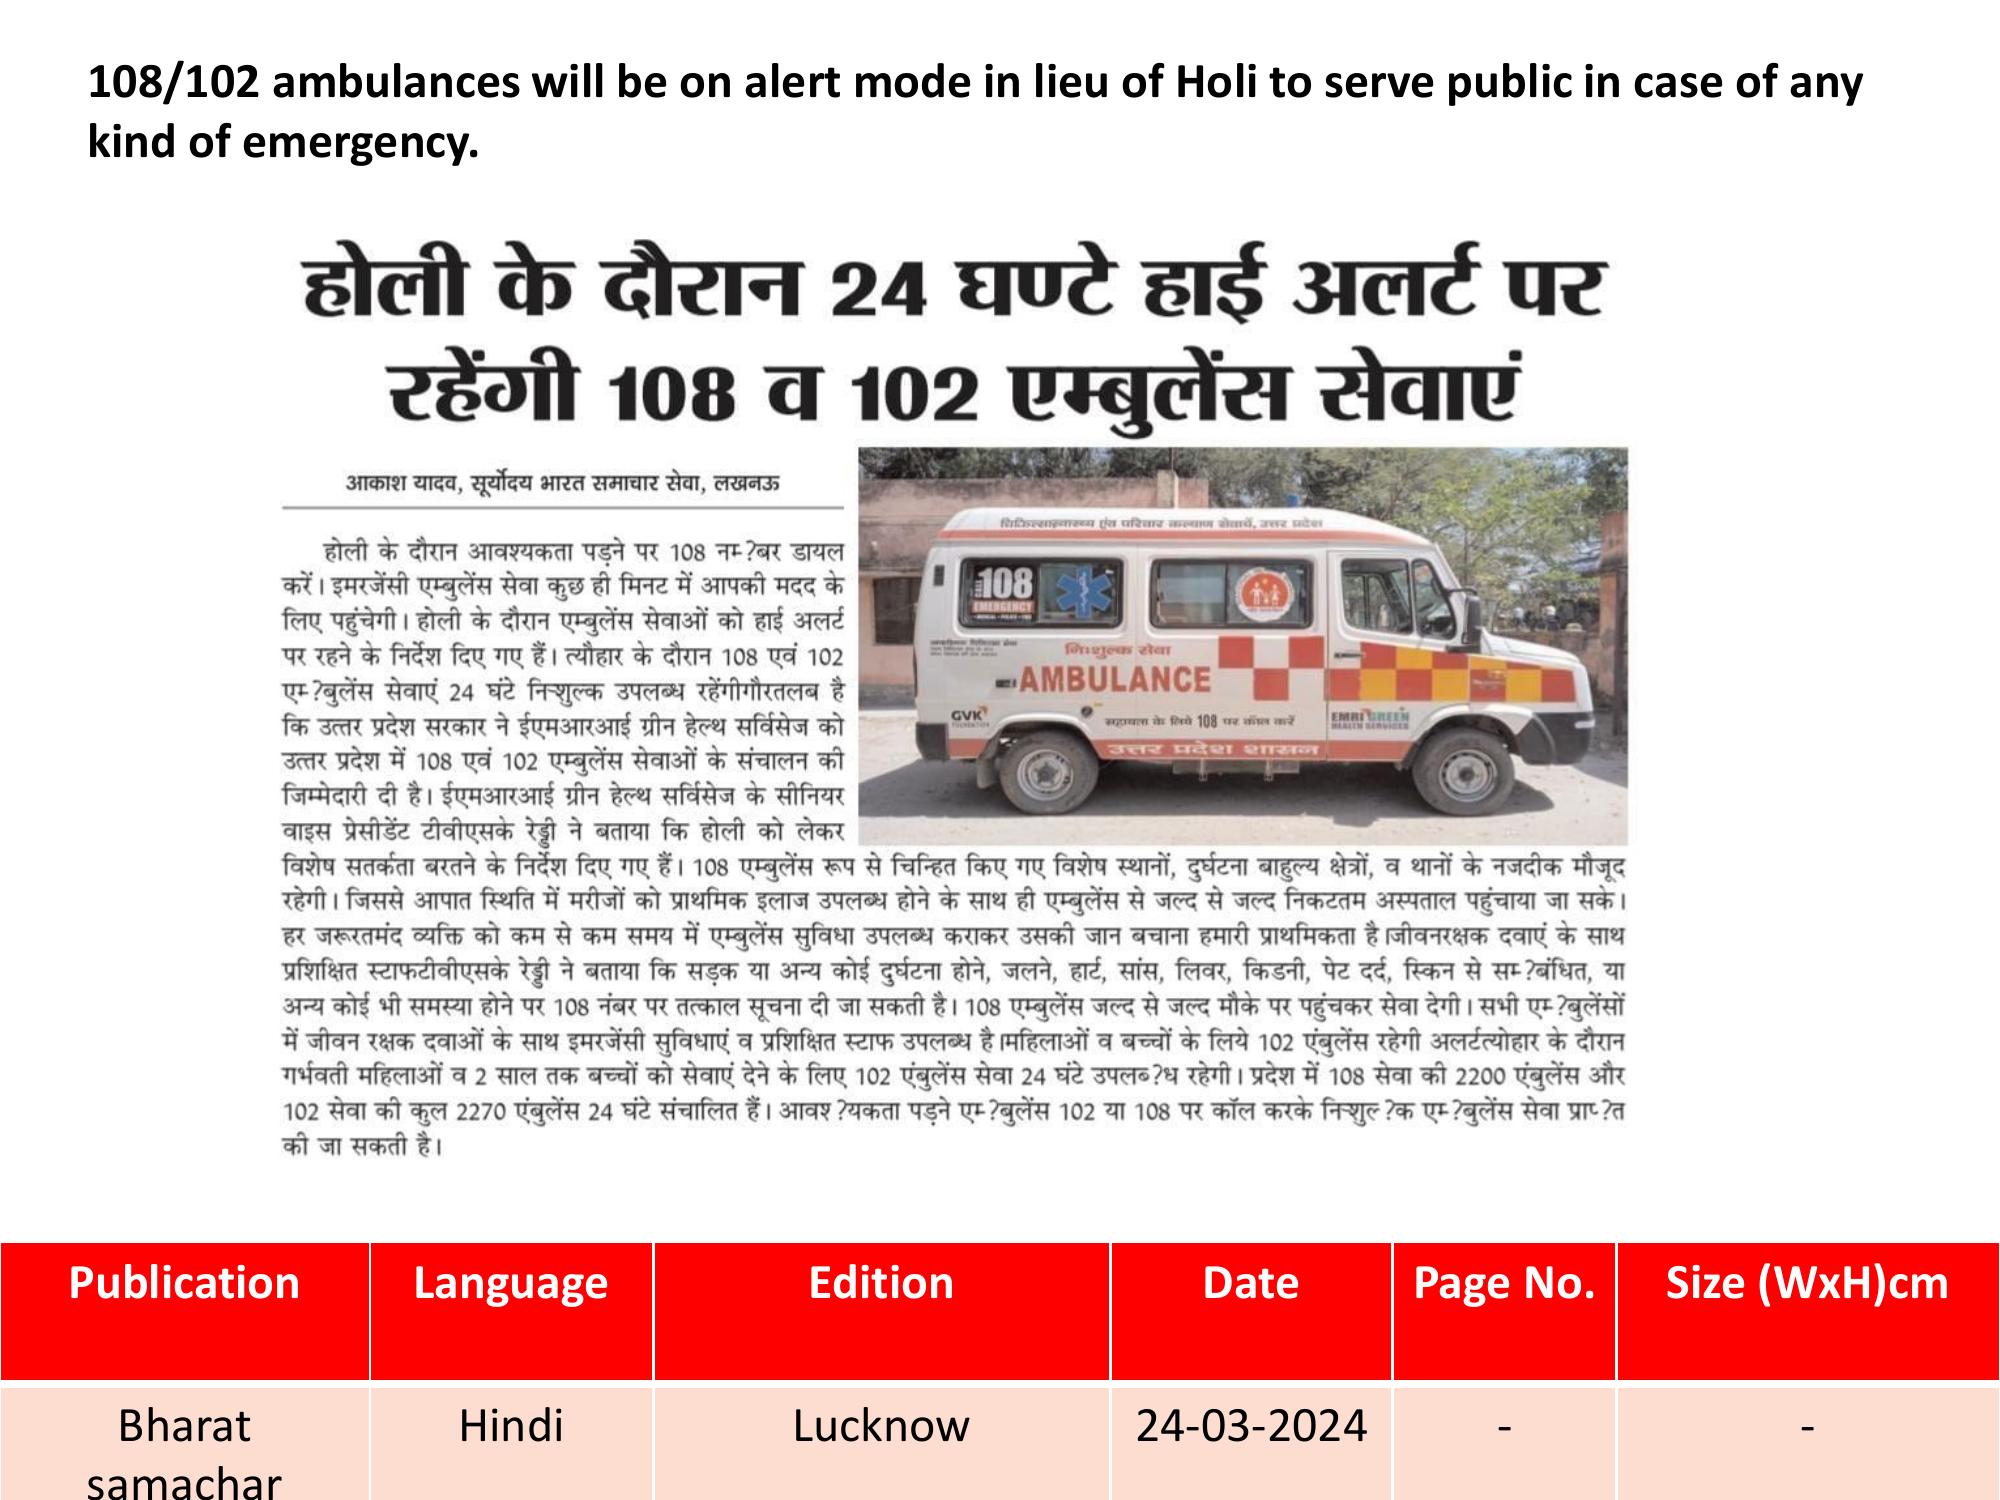 108/102 ambulances will be on alert mode in lieu of Holi to serve public in case of any
kind of emergency.
होली के दौरान 24 घण्टे हाई अलर्ट पर
रहेंगी 108 व 102 एम्बुलेंस सेवाएं
आकाश यादव, सूर्योदय भारत समाचार सेवा, लखनऊ
होली के दौरान आवश्यकता पड़ने पर 108 नम्?बर डायल
करें। इमरजेंसी एम्बुलेंस सेवा कुछ ही मिनट में आपकी मदद के
लिए पहुंचेगी। होली के दौरान एम्बुलेंस सेवाओं को हाई अलर्ट
पर रहने के निर्देश दिए गए हैं। त्यौहार के दौरान 108 एवं 102
एम्?बुलेंस सेवाएं 24 घंटे निशुल्क उपलब्ध रहेंगीगौरतलब है
कि उत्तर प्रदेश सरकार ने ईएमआरआई ग्रीन हेल्थ सर्विसेज को
उत्तर प्रदेश में 108 एवं 102 एम्बुलेंस सेवाओं के संचालन की
जिम्मेदारी दी है। ईएमआरआई ग्रीन हेल्थ सर्विसेज के सीनियर
वाइस प्रेसीडेंट टीवीएसके रेड्डी ने बताया कि होली को लेकर
विशेष सतर्कता बरतने के निर्देश दिए गए हैं। 108 एम्बुलेंस रूप से चिन्हित किए गए विशेष स्थानों, दुर्घटना बाहुल्य क्षेत्रों, व थानों के नजदीक मौजूद
रहेगी। जिससे आपात स्थिति में मरीजों को प्राथमिक इलाज उपलब्ध होने के साथ ही एम्बुलेंस से जल्द से जल्द निकटतम अस्पताल पहुंचाया जा सके।
हर जरूरतमंद व्यक्ति को कम से कम समय में एम्बुलेंस सुविधा उपलब्ध कराकर उसकी जान बचाना हमारी प्राथमिकता है।जीवनरक्षक दवाएं के साथ
प्रशिक्षित स्टाफटीवीएसके रेड्डी ने बताया कि सड़क या अन्य कोई दुर्घटना होने, जलने, हार्ट, सांस, लिवर, किडनी, पेट दर्द, स्किन से सम्?बंधित, या
अन्य कोई भी समस्या होने पर 108 नंबर पर तत्काल सूचना दी जा सकती है। 108 एम्बुलेंस जल्द से जल्द मौके पर पहुंचकर सेवा देगी। सभी एम्?बुलेंसों
में जीवन रक्षक दवाओं के साथ इमरजेंसी सुविधाएं व प्रशिक्षित स्टाफ उपलब्ध है।महिलाओं व बच्चों के लिये 102 एंबुलेंस रहेगी अलर्टत्योहार के दौरान
गर्भवती महिलाओं व 2 साल तक बच्चों को सेवाएं देने के लिए 102 एंबुलेंस सेवा 24 घंटे उपलब्?ध रहेगी। प्रदेश में 108 सेवा की 2200 एंबुलेंस और
102 सेवा की कुल 2270 एंबुलेंस 24 घंटे संचालित हैं। आवश्?यकता पड़ने एम्?बुलेंस 102 या 108 पर कॉल करके निशुल्?क एम्?बुलेंस सेवा प्राप्?त
की जा सकती है।
चिकित्सा स्वास्थ्य एंव परिवार कल्याण सेवायें, उत्तर प्रदेश
108
EMERGENCY
निःशुल्क सेवा
AMBULANCE
GVK
सहायता के लिये 108 पर कॉल करें
EMRI GREEN
HEALTH SERVICES
उत्तर प्रदेश शासन
Publication Language Edition Date Page No. Size (WxH)cm
Bharat samachar Hindi Lucknow 24-03-2024 - -